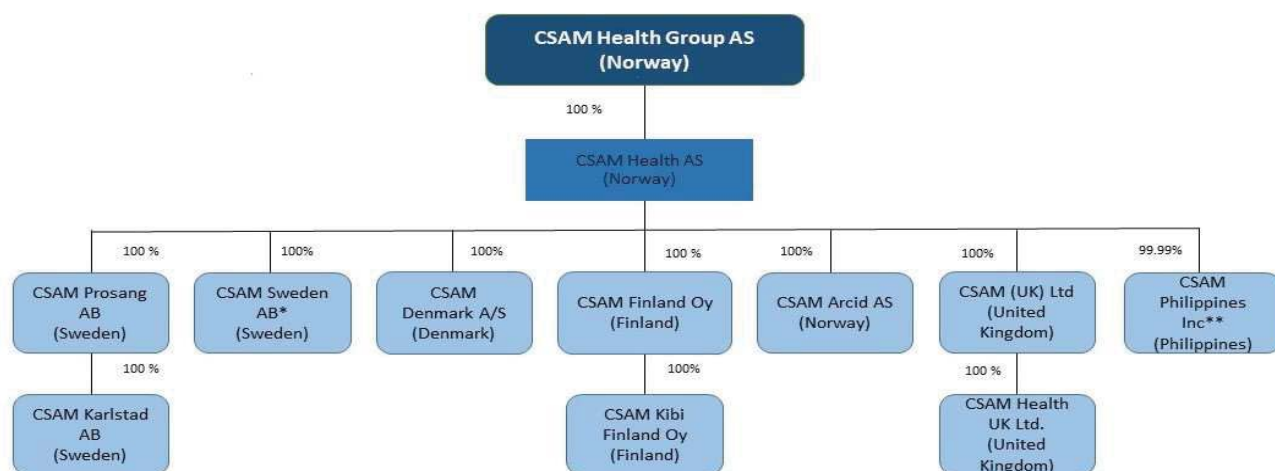 CSAM Health Group AS
(Norway)
100 %
CSAM Health AS
(Norway)
100 %
100%
100%
100 %
100%
100%
99.99%
CSAM Prosang
AB
(Sweden)
CSAM Sweden
AB*
(Sweden)
CSAM
Denmark A/S
(Denmark)
CSAM Finland Oy
(Finland)
CSAM Arcid AS
(Norway)
CSAM (UK) Ltd
(United
Kingdom)
CSAM
Philippines
Inc**
(Philippines)
100 %
100%
100 %
CSAM Karlstad
AB
(Sweden)
CSAM Kibi
Finland Oy
(Finland)
CSAM Health
UK Ltd.
(United
Kingdom)